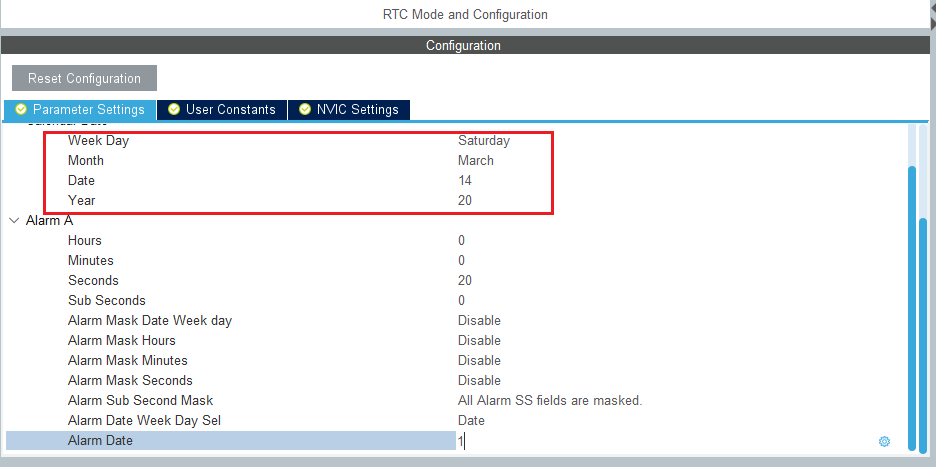 RTC Mode and Configuration
Configuration
Reset Configuration
Parameter Settings User Constants NVIC Settings
Calendar Date
Week Day Saturday
Month March
Date 14
Year 20
Alarm A
Hours 0
Minutes 0
Seconds 20
Sub Seconds 0
Alarm Mask Date Week day Disable
Alarm Mask Hours Disable
Alarm Mask Minutes Disable
Alarm Mask Seconds Disable
Alarm Sub Second Mask All Alarm SS fields are masked.
Alarm Date Week Day Sel Date
Alarm Date 1